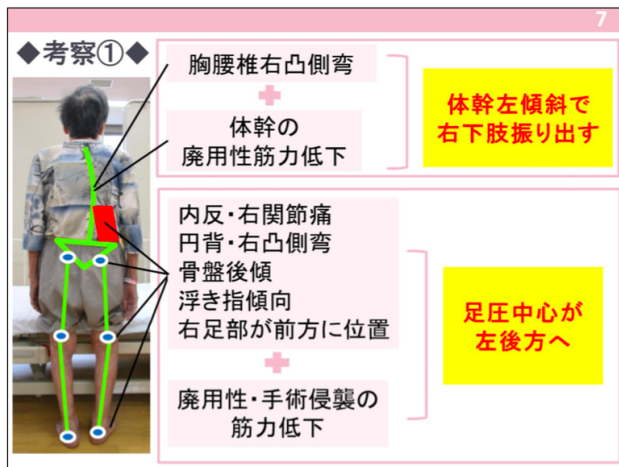 7
◆考察①◆
胸腰椎右凸側弯
体幹の
廃用性筋力低下
体幹左傾斜で
右下肢振り出す
内反・右関節痛
円背・右凸側弯
骨盤後傾
浮き指傾向
右足部が前方に位置
廃用性・手術侵襲の
筋力低下
足圧中心が
左後方へ